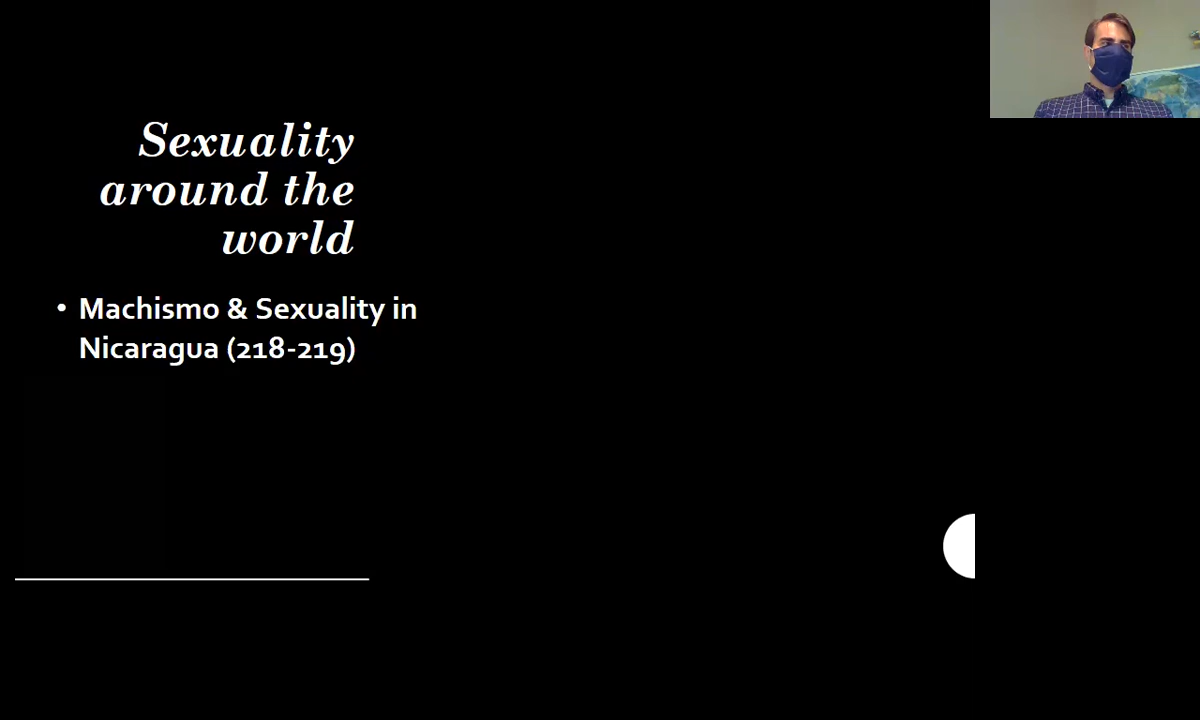 Sexuality
around the
world
• Machismo & Sexuality in
Nicaragua (218-219)